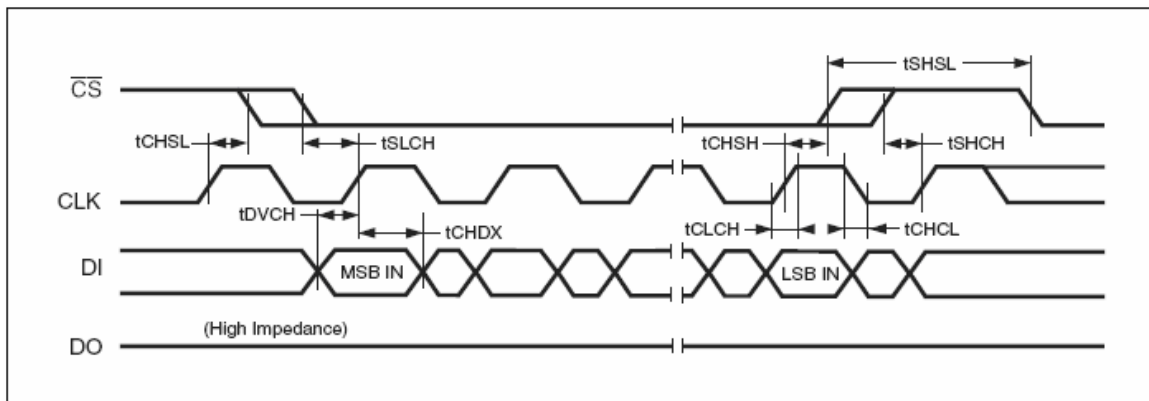 tSHSL
CS
tCHSL
tSLCH
tCHSH
tSHCH
CLK
tDVCH
tCHDX
tCLCH
tCHCL
DI
MSB IN
LSB IN
(High Impedance)
DO